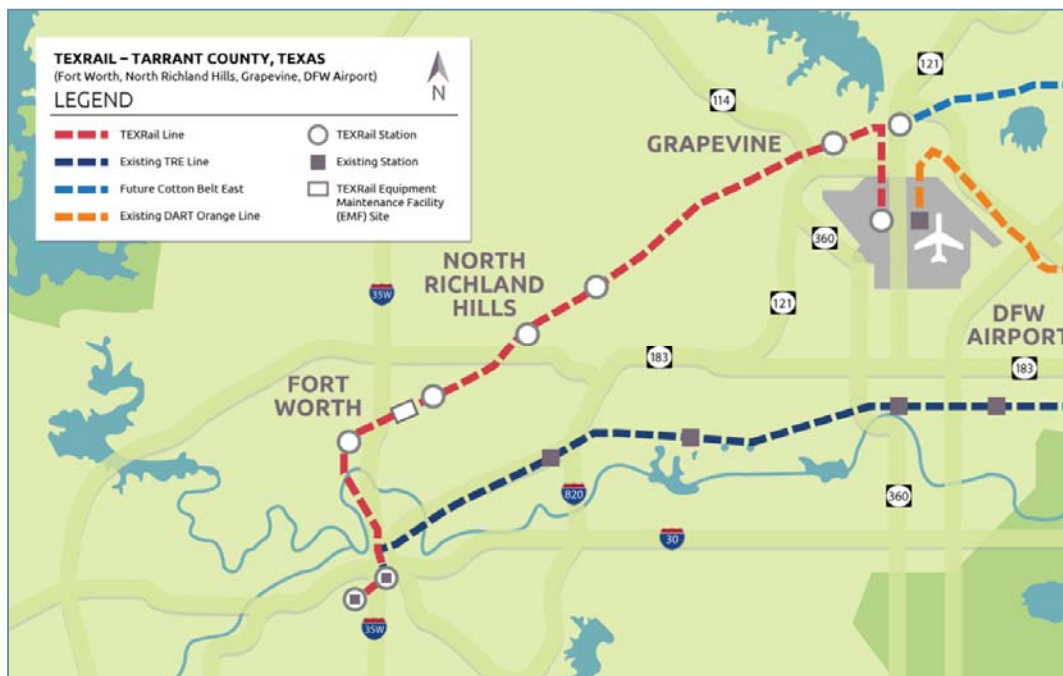 TEXRAIL – TARRANT COUNTY, TEXAS
(Fort Worth, North Richland Hills, Grapevine, DFW Airport)
N
LEGEND
TEXRail Line
TEXRail Station
Existing TRE Line
Existing Station
Future Cotton Belt East
TEXRail Equipment
Maintenance Facility
(EMF) Site
Existing DART Orange Line
121
114
GRAPEVINE
360
NORTH
RICHLAND
HILLS
35W
121
DFW
AIRPORT
183
183
FORT
WORTH
820
360
30
35W